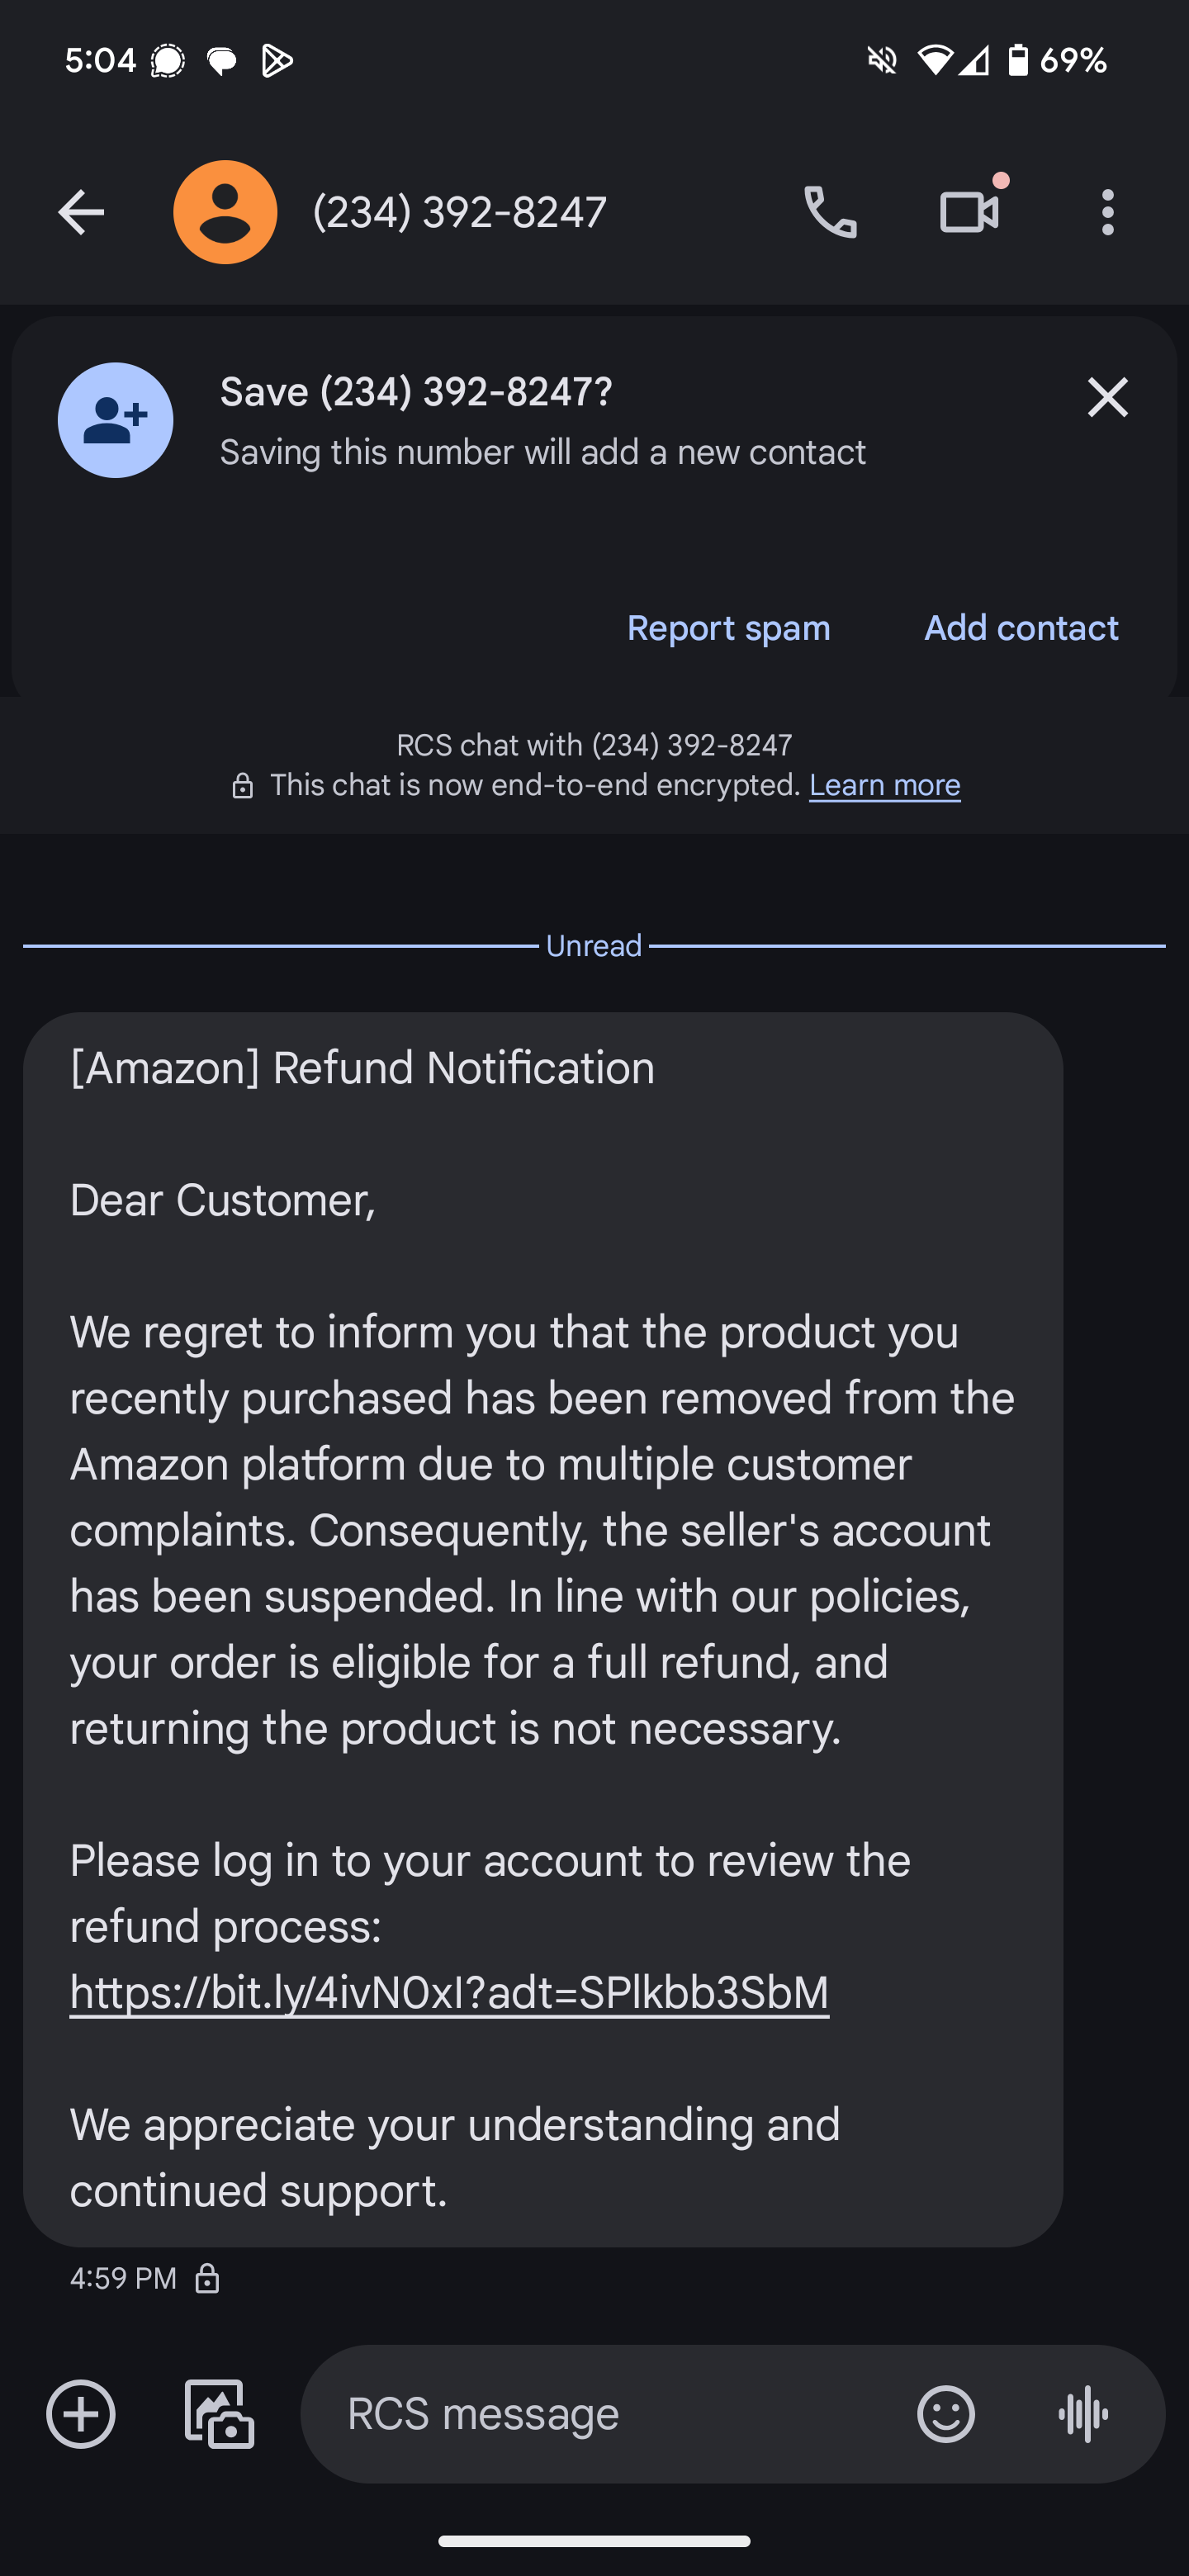 5:04
69%
(234) 392-8247
Save (234) 392-8247?
Saving this number will add a new contact
Report spam
Add contact
RCS chat with (234) 392-8247
This chat is now end-to-end encrypted. Learn more
Unread
[Amazon] Refund Notification
Dear Customer,
We regret to inform you that the product you
recently purchased has been removed from the
Amazon platform due to multiple customer
complaints. Consequently, the seller's account
has been suspended. In line with our policies,
your order is eligible for a full refund, and
returning the product is not necessary.
Please log in to your account to review the
refund process:
https://bit.ly/4ivN0xI?adt=SPlkbb3SbM
We appreciate your understanding and
continued support.
4:59 PM
RCS message